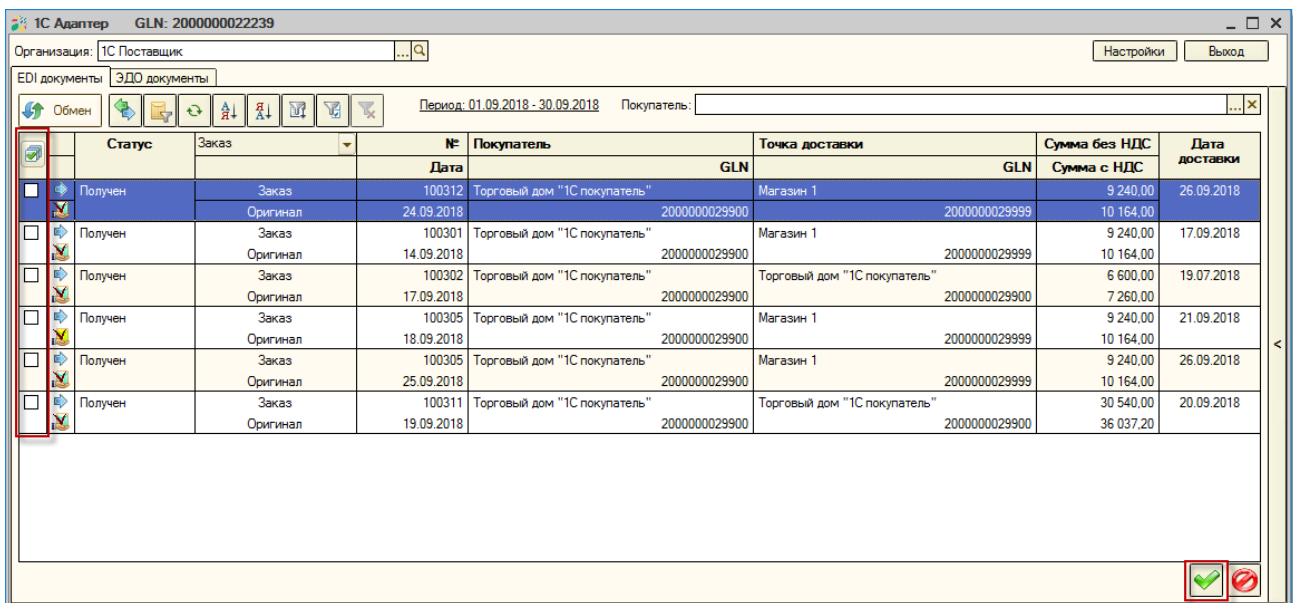 1С Адаптер GLN: 2000000022239
Организация: 1С Поставщик ... Настройки Выход
EDI документы ЭДО документы
Обмен Период: 01.09.2018 - 30.09.2018 Покупатель: ...
Статус Заказ № Покупатель Точка доставки Сумма без НДС Дата доставки
Дата GLN GLN Сумма с НДС
Получен Заказ 100312 Торговый дом "1С покупатель" Магазин 1 9 240,00 26.09.2018
Оригинал 24.09.2018 2000000029900 2000000029999 10 164,00
Получен Заказ 100301 Торговый дом "1С покупатель" Магазин 1 9 240,00 17.09.2018
Оригинал 14.09.2018 2000000029900 2000000029999 10 164,00
Получен Заказ 100302 Торговый дом "1С покупатель" Торговый дом "1С покупатель" 6 600,00 19.07.2018
Оригинал 17.09.2018 2000000029900 2000000029900 7 260,00
Получен Заказ 100305 Торговый дом "1С покупатель" Магазин 1 9 240,00 21.09.2018
Оригинал 18.09.2018 2000000029900 2000000029999 10 164,00
Получен Заказ 100305 Торговый дом "1С покупатель" Магазин 1 9 240,00 26.09.2018
Оригинал 25.09.2018 2000000029900 2000000029999 10 164,00
Получен Заказ 100311 Торговый дом "1С покупатель" Торговый дом "1С покупатель" 30 540,00 20.09.2018
Оригинал 19.09.2018 2000000029900 2000000029900 36 037,20